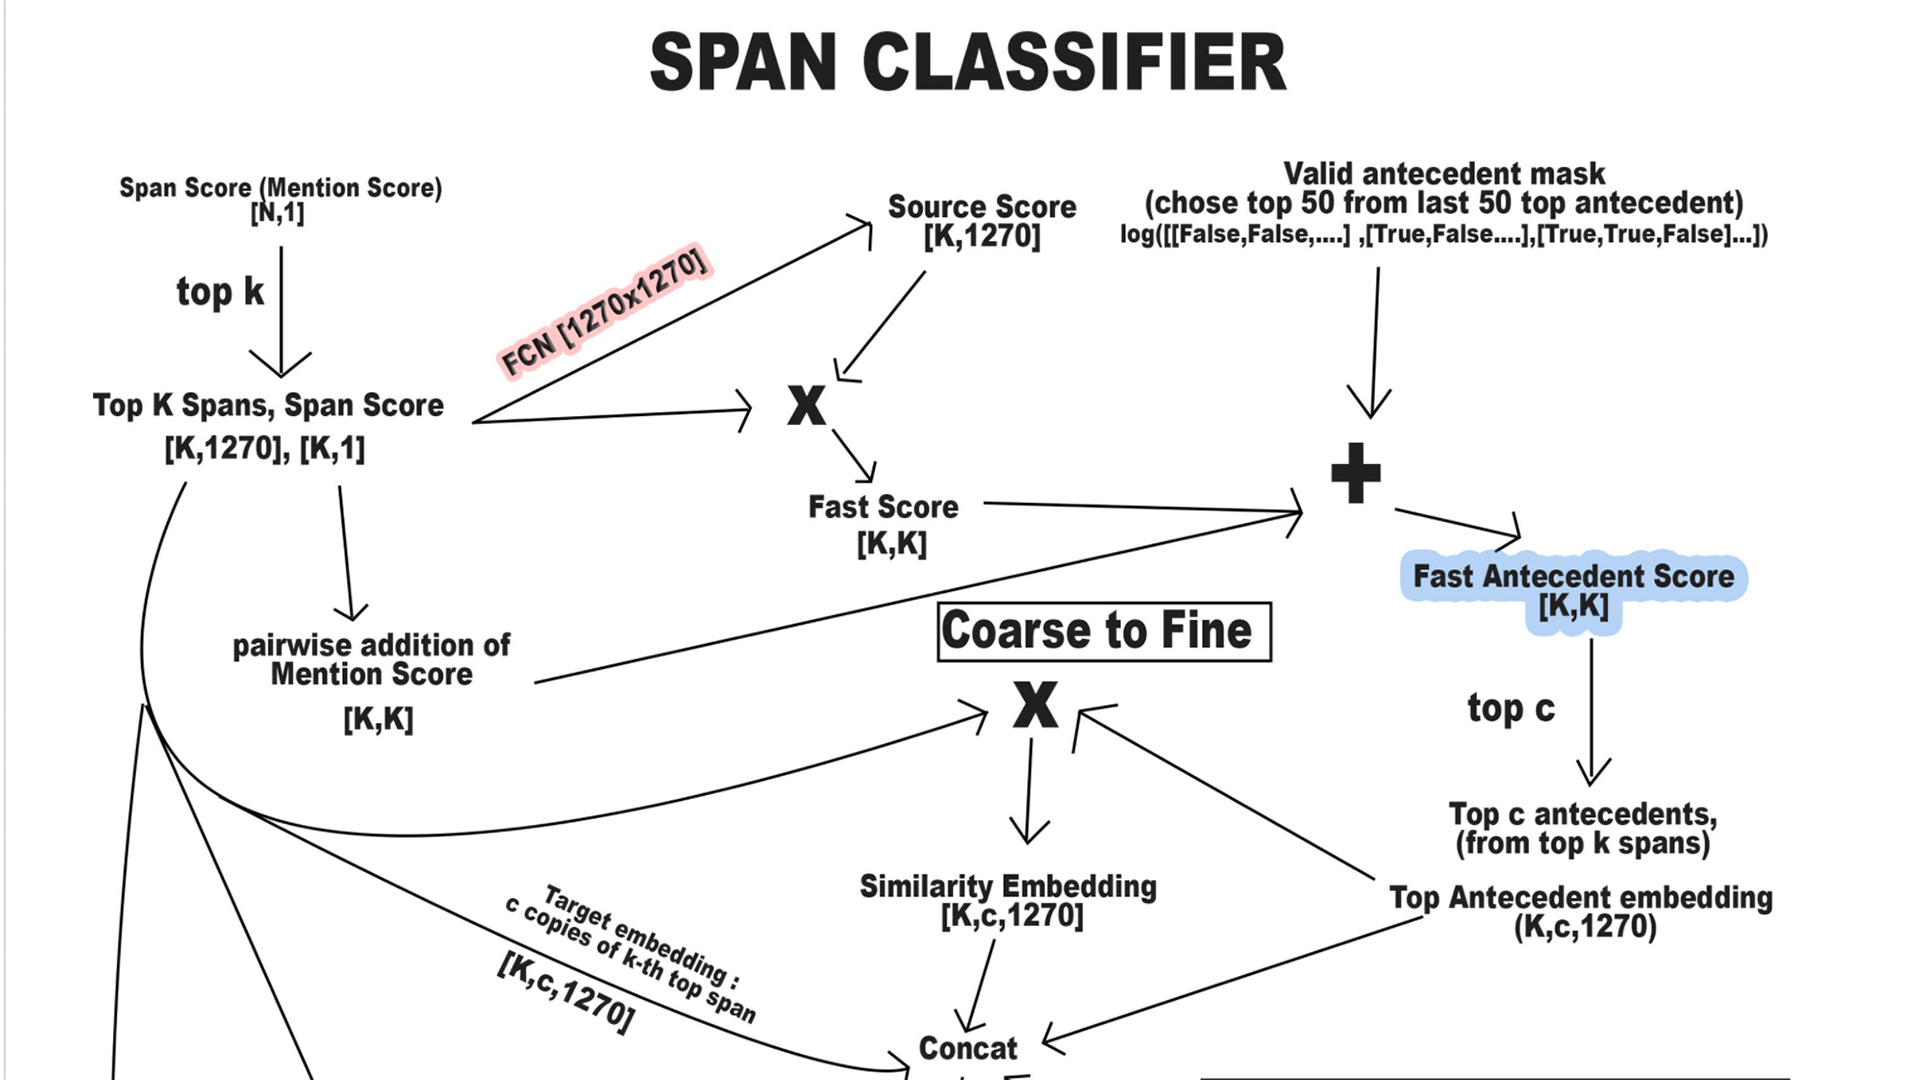 SPAN CLASSIFIER
Span Score (Mention Score)
[N,1]
top k
Top K Spans, Span Score
[K,1270], [K,1]
FCN [1270x1270]
Source Score
[K,1270]
Valid antecedent mask
(chose top 50 from last 50 top antecedent)
log([[False,False,....] ,[True,False....],[True,True,False]...])
X
Fast Score
[K,K]
+
Fast Antecedent Score
[K,K]
pairwise addition of
Mention Score
[K,K]
Coarse to Fine
X
top c
Top c antecedents,
(from top k spans)
Top Antecedent embedding
(K,c,1270)
Similarity Embedding
[K,c,1270]
Target embedding :
c copies of k-th top span
[K,c,1270]
Concat